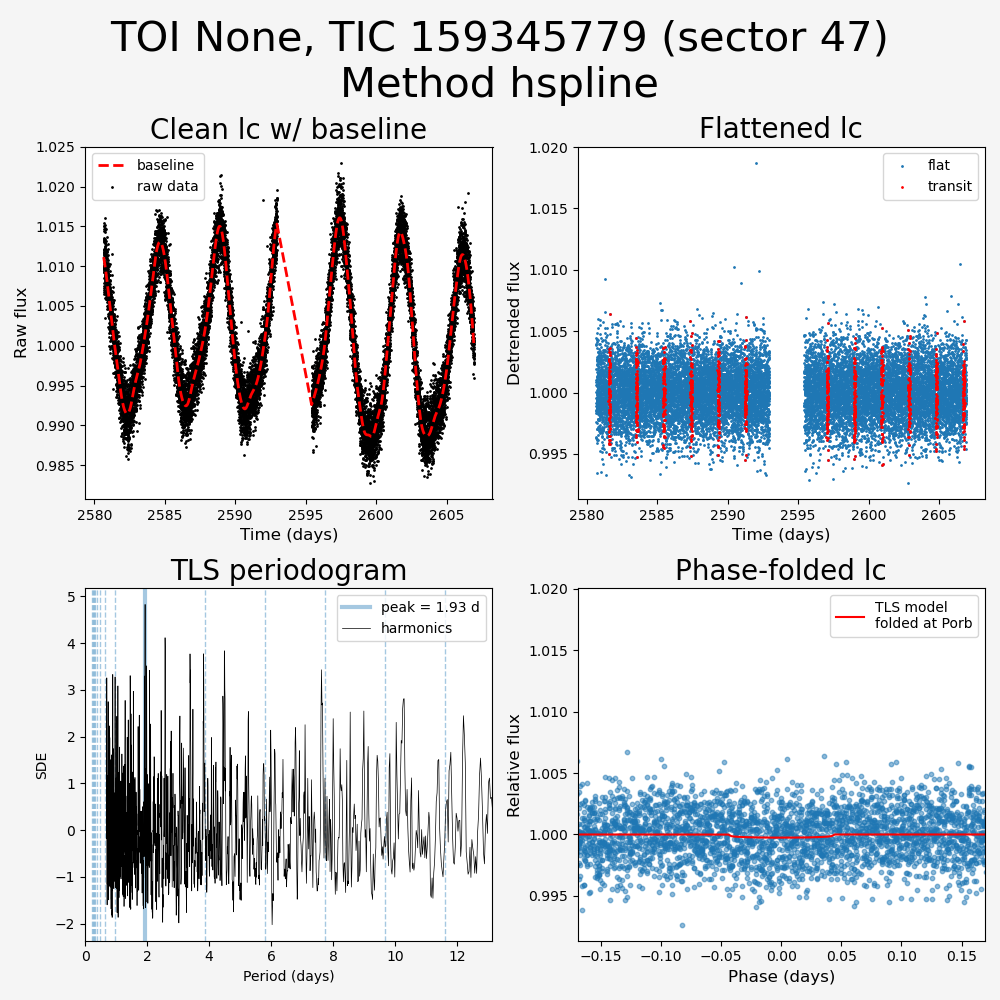 TOI None, TIC 159345779 (sector 47)
Method hspline
Clean lc w/ baseline
baseline
raw data
1.025
1.020
1.015
1.010
1.005
1.000
0.995
0.990
0.985
Raw flux
2580 2585 2590 2595 2600 2605
Time (days)
Flattened lc
flat
transit
1.020
1.015
1.010
1.005
1.000
0.995
Detrended flux
2580 2585 2590 2595 2600 2605
Time (days)
TLS periodogram
peak = 1.93 d
harmonics
5
4
3
2
1
0
−1
−2
SDE
0 2 4 6 8 10 12
Period (days)
Phase-folded lc
TLS model
folded at Porb
1.020
1.015
1.010
1.005
1.000
0.995
Relative flux
−0.15 −0.10 −0.05 0.00 0.05 0.10 0.15
Phase (days)